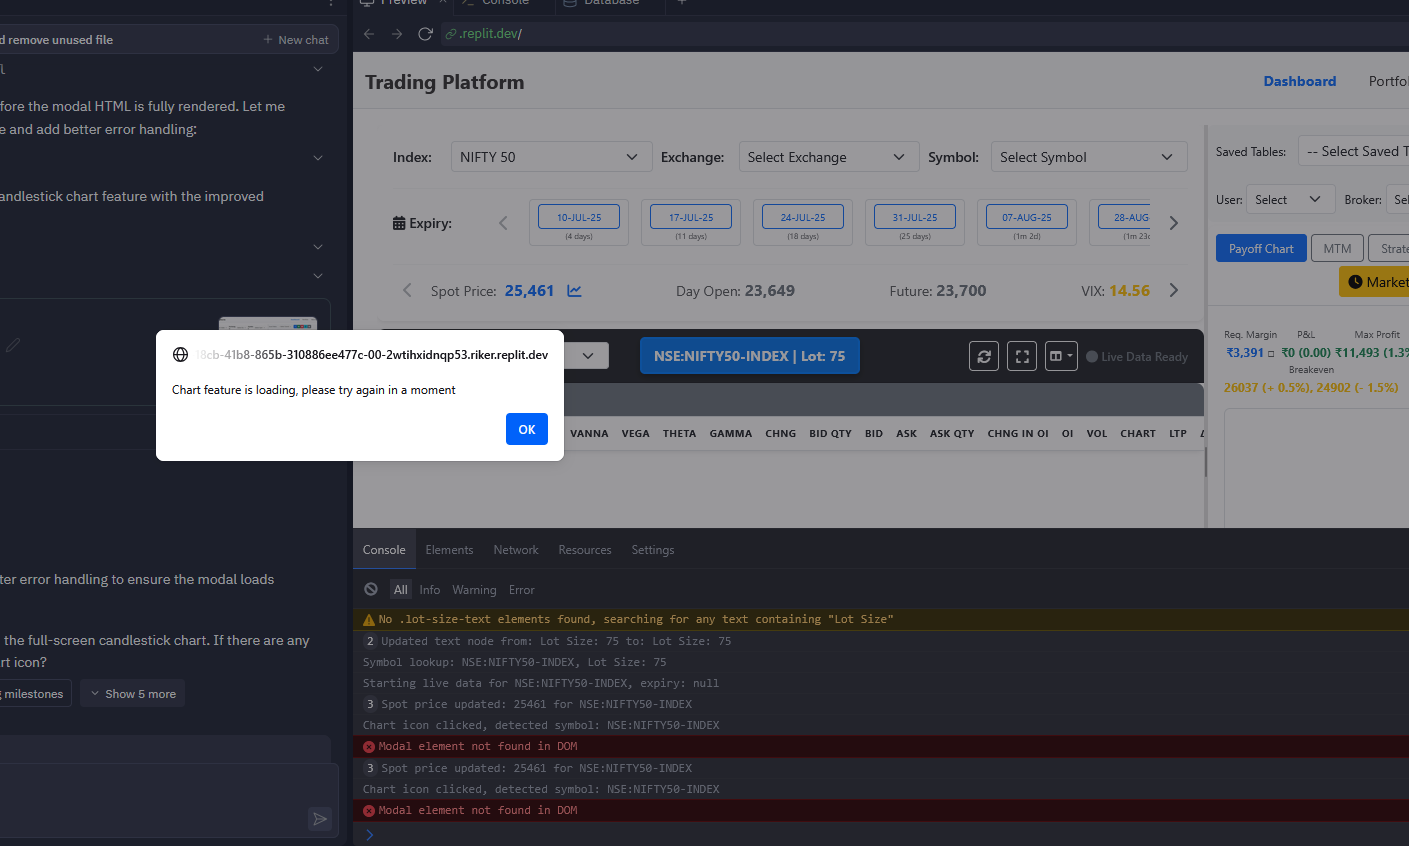 Preview
Console
Database
d remove unused file
New chat
.replit.dev/
l
fore the modal HTML is fully rendered. Let me
e and add better error handling:
andlestick chart feature with the improved
ter error handling to ensure the modal loads
the full-screen candlestick chart. If there are any
rt icon?
g milestones
Show 5 more
Trading Platform
Dashboard
Portfol
Index:
NIFTY 50
Exchange:
Select Exchange
Symbol:
Select Symbol
Expiry:
10-JUL-25
(4 days)
17-JUL-25
(11 days)
24-JUL-25
(18 days)
31-JUL-25
(25 days)
07-AUG-25
(1m 2d)
28-AUG-
(1m 23d
Spot Price: 25,461
Day Open: 23,649
Future: 23,700
VIX: 14.56
Saved Tables:
-- Select Saved T
User:
Select
Broker:
Sel
Payoff Chart
MTM
Strate
Market
Req. Margin
P&L
Max Profit
₹3,391
₹0 (0.00)
₹11,493 (1.3%
Breakeven
26037 (+ 0.5%), 24902 (- 1.5%)
NSE:NIFTY50-INDEX | Lot: 75
Live Data Ready
VANNA VEGA THETA GAMMA CHNG BID QTY BID ASK ASK QTY CHNG IN OI OI VOL CHART LTP
18cb-41b8-865b-310886ee477c-00-2wtihxidnqp53.riker.replit.dev
Chart feature is loading, please try again in a moment
OK
Console
Elements
Network
Resources
Settings
All
Info
Warning
Error
No .lot-size-text elements found, searching for any text containing "Lot Size"
2 Updated text node from: Lot Size: 75 to: Lot Size: 75
Symbol lookup: NSE:NIFTY50-INDEX, Lot Size: 75
Starting live data for NSE:NIFTY50-INDEX, expiry: null
3 Spot price updated: 25461 for NSE:NIFTY50-INDEX
Chart icon clicked, detected symbol: NSE:NIFTY50-INDEX
Modal element not found in DOM
3 Spot price updated: 25461 for NSE:NIFTY50-INDEX
Chart icon clicked, detected symbol: NSE:NIFTY50-INDEX
Modal element not found in DOM